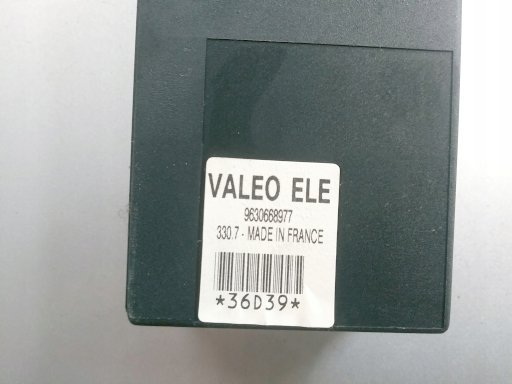 VALEO ELE
9630668977
330.7 - MADE IN FRANCE
*36D39*